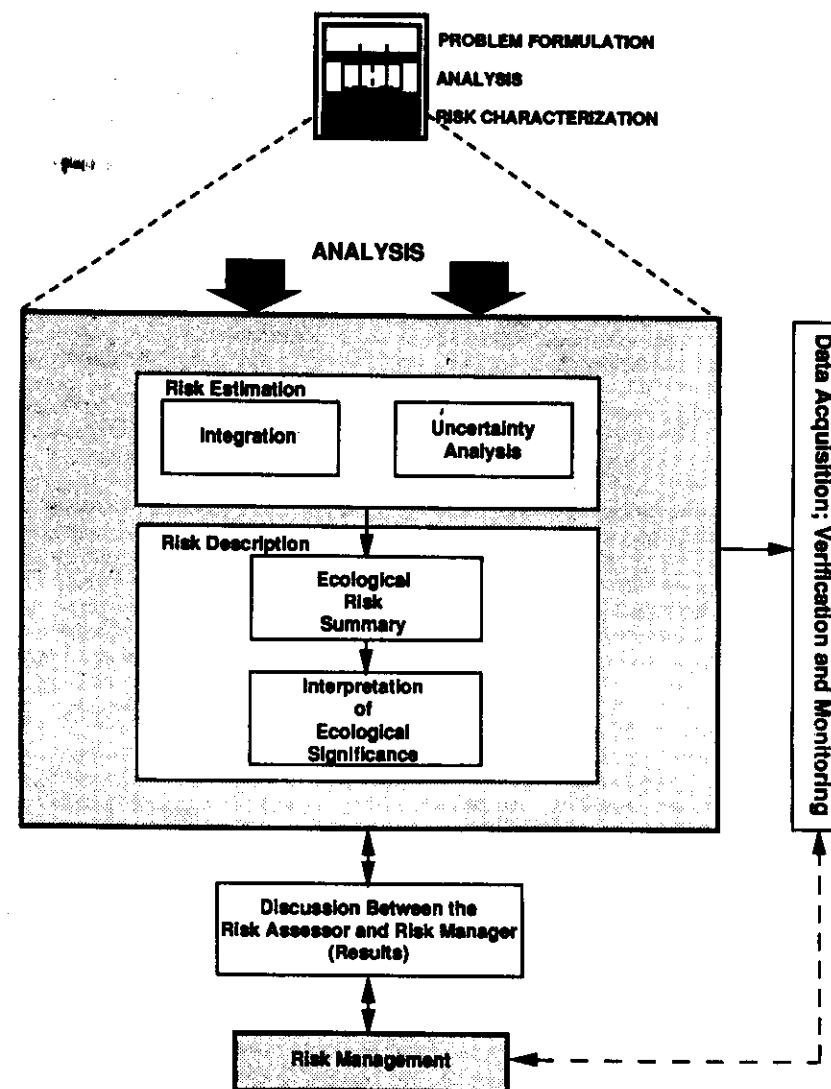 PROBLEM FORMULATION
ANALYSIS
RISK CHARACTERIZATION
ANALYSIS
Risk Estimation
Integration
Uncertainty
Analysis
Risk Description
Ecological
Risk
Summary
Interpretation
of
Ecological
Significance
Data Acquisition; Verification and Monitoring
Discussion Between the
Risk Assessor and Risk Manager
(Results)
Risk Management